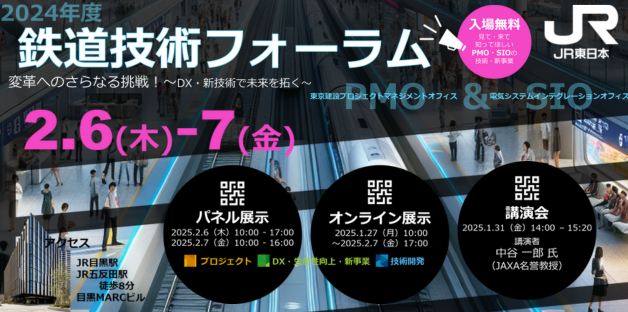 2024年度
鉄道技術フォーラム
変革へのさらなる挑戦！～DX・新技術で未来を拓く～
入場無料
見て・来て
知ってほしい
PMO・SIOの
技術・新事業
JR
JR東日本
東京建設プロジェクトマネジメントオフィス
電気システムインテグレーションオフィス
PMO & SIO
2.6(木)-7(金)
パネル展示
2025.2.6（木）10:00 - 17:00
2025.2.7（金）10:00 - 16:00
オンライン展示
2025.1.27（月）10:00
～2025.2.7（金）17:00
プロジェクト
DX・生産性向上・新事業
技術開発
講演会
2025.1.31（金）14:00 – 15:20
講演者
中谷 一郎 氏
（JAXA名誉教授）
アクセス
JR目黒駅
JR五反田駅
徒歩8分
目黒MARCビル